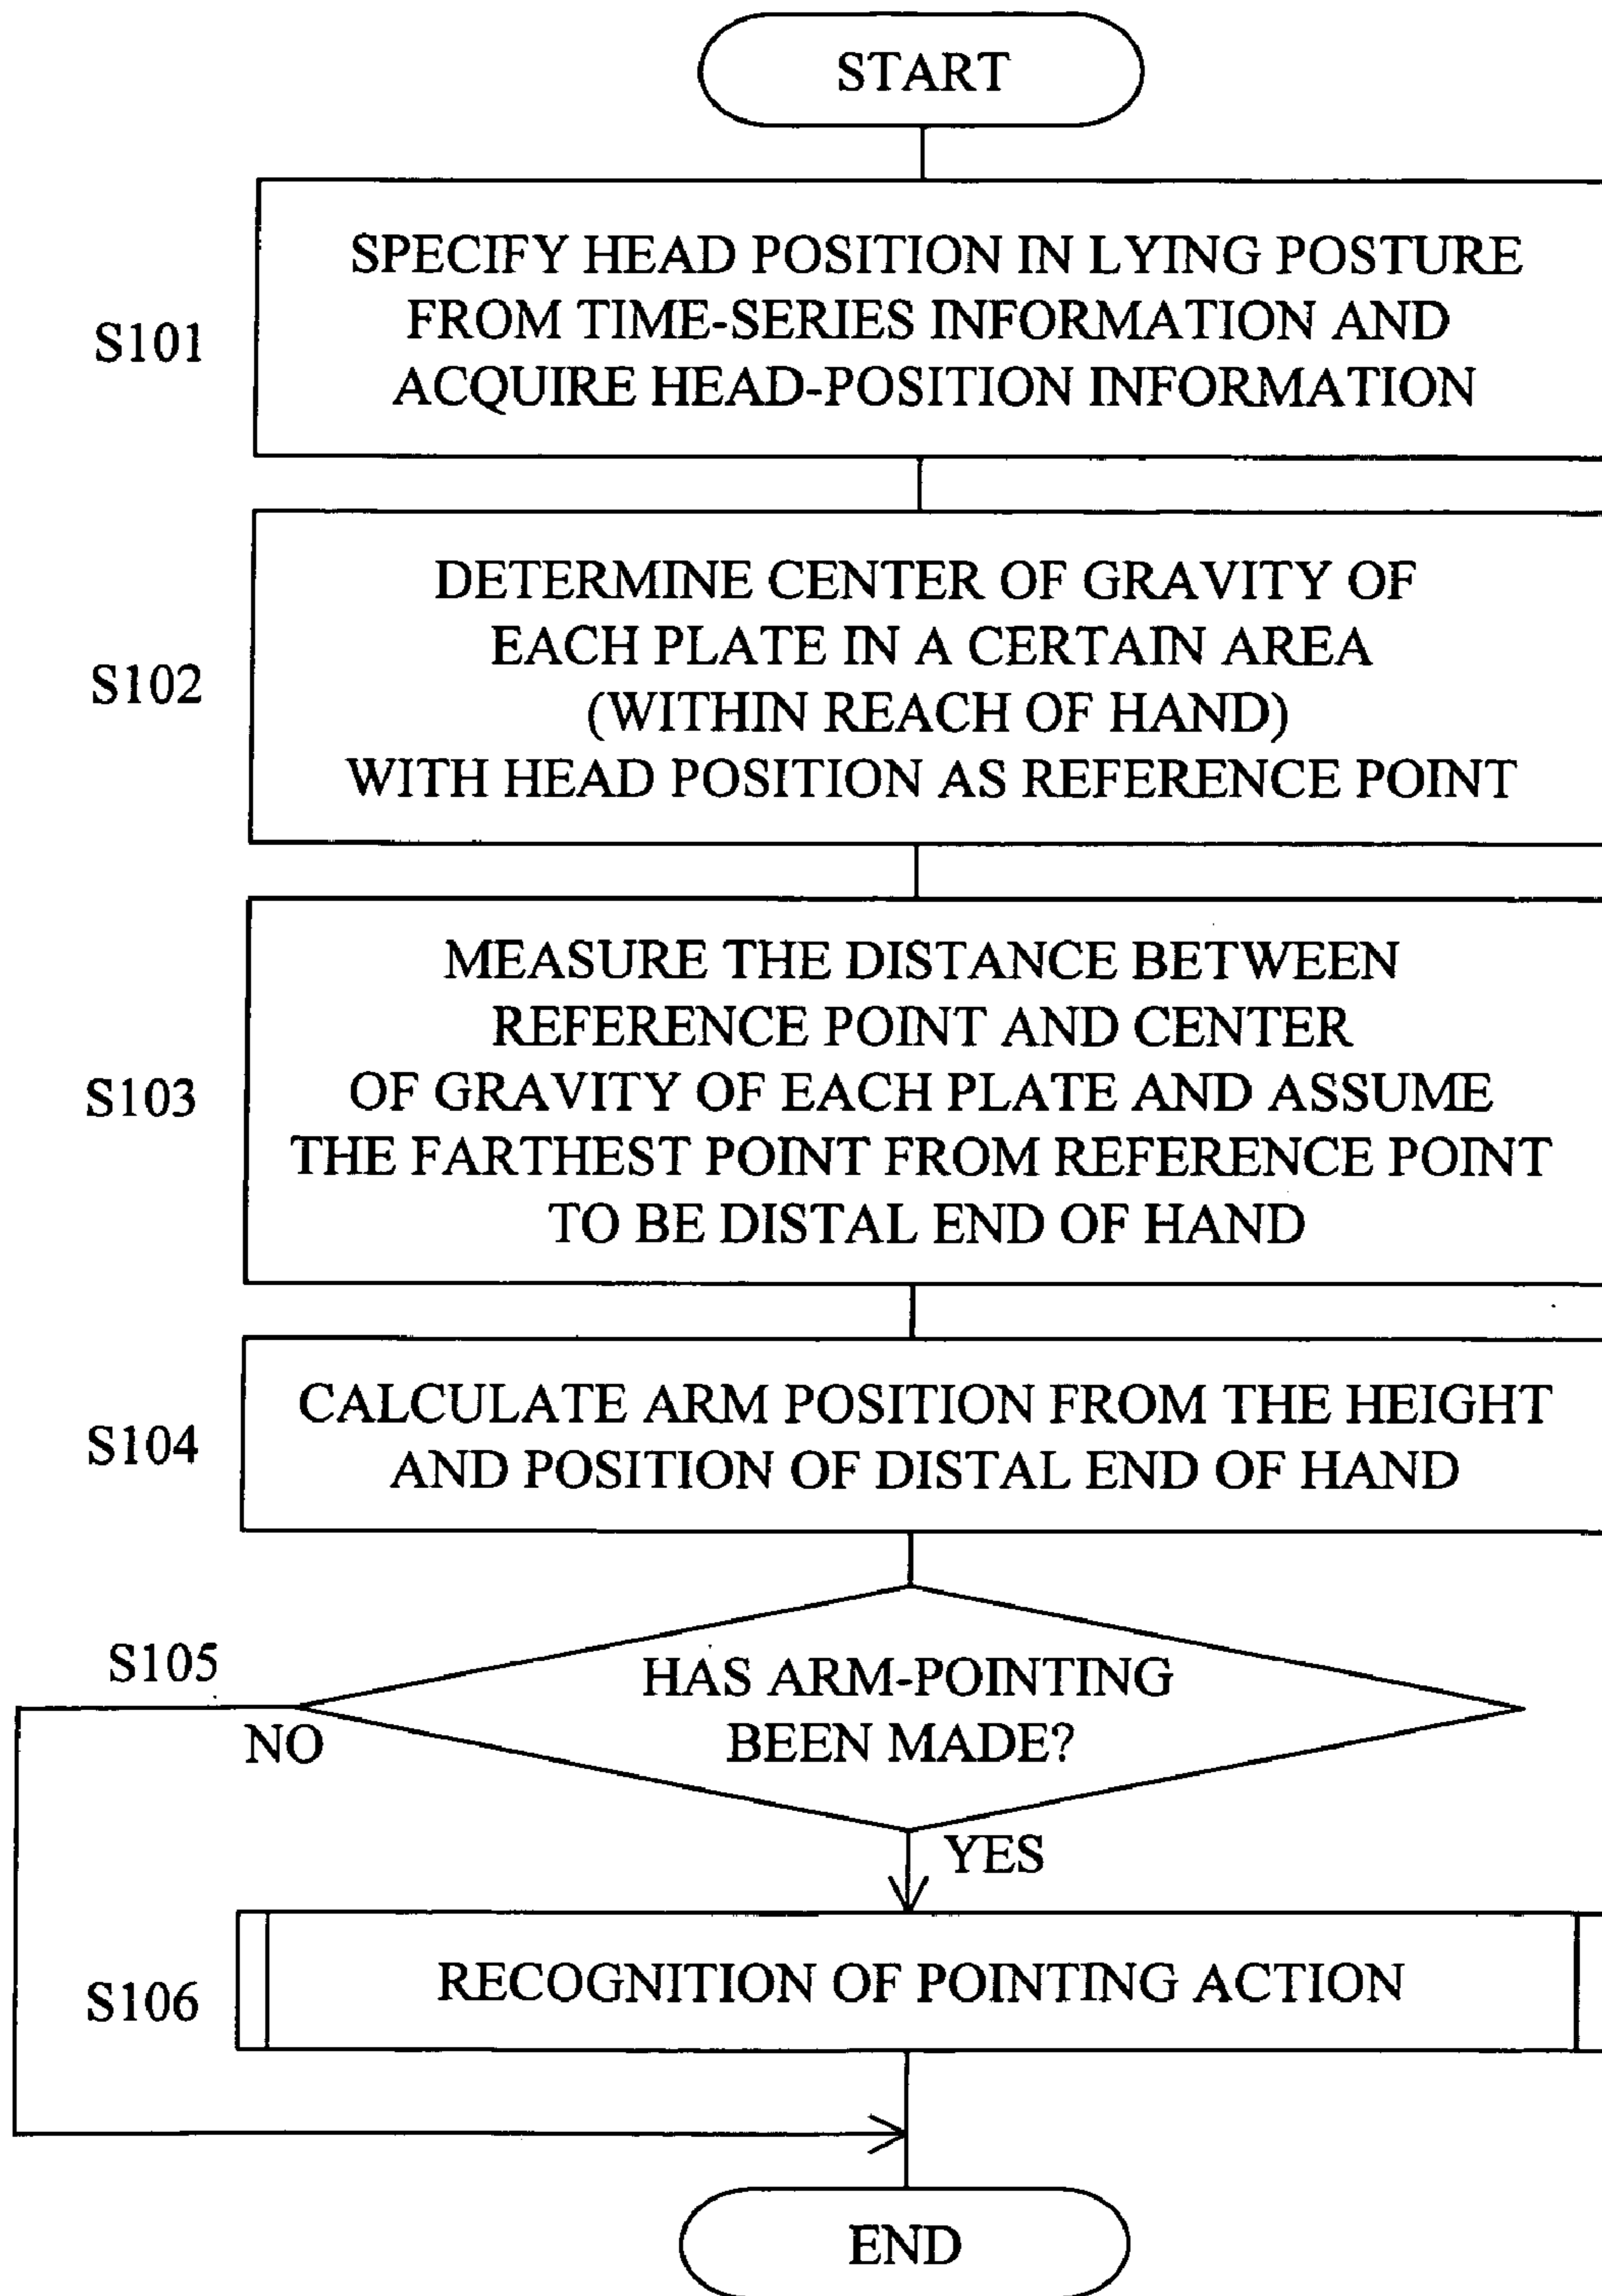 START
S101
SPECIFY HEAD POSITION IN LYING POSTURE
FROM TIME-SERIES INFORMATION AND
ACQUIRE HEAD-POSITION INFORMATION
S102
DETERMINE CENTER OF GRAVITY OF
EACH PLATE IN A CERTAIN AREA
(WITHIN REACH OF HAND)
WITH HEAD POSITION AS REFERENCE POINT
S103
MEASURE THE DISTANCE BETWEEN
REFERENCE POINT AND CENTER
OF GRAVITY OF EACH PLATE AND ASSUME
THE FARTHEST POINT FROM REFERENCE POINT
TO BE DISTAL END OF HAND
S104
CALCULATE ARM POSITION FROM THE HEIGHT
AND POSITION OF DISTAL END OF HAND
S105
HAS ARM-POINTING
BEEN MADE?
NO
YES
S106
RECOGNITION OF POINTING ACTION
END